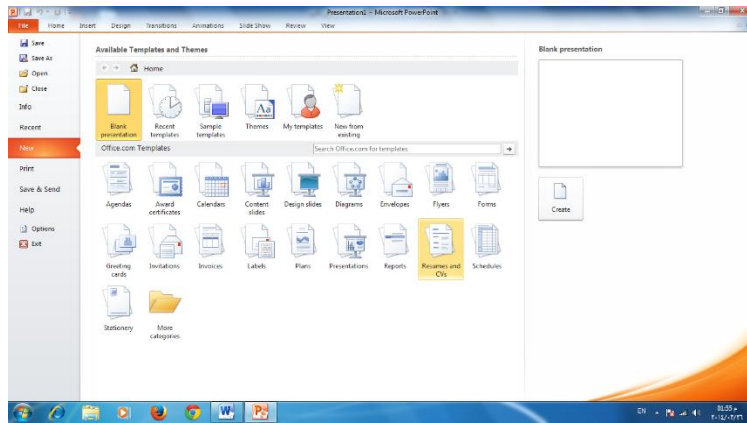 Presentation1 - Microsoft PowerPoint
File Home Insert Design Transitions Animations Slide Show Review View
Save
Save As
Open
Close
Info
Recent
New
Print
Save & Send
Help
Options
Exit
Available Templates and Themes
Home
Blank presentation
Recent templates
Sample templates
Themes
My templates
New from existing
Office.com Templates
Search Office.com for templates
Agendas
Award certificates
Calendars
Content slides
Design slides
Diagrams
Envelopes
Flyers
Forms
Greeting cards
Invitations
Invoices
Labels
Plans
Presentations
Reports
Resumes and CVs
Schedules
Stationery
More categories
Blank presentation
Create
EN
01:55 م